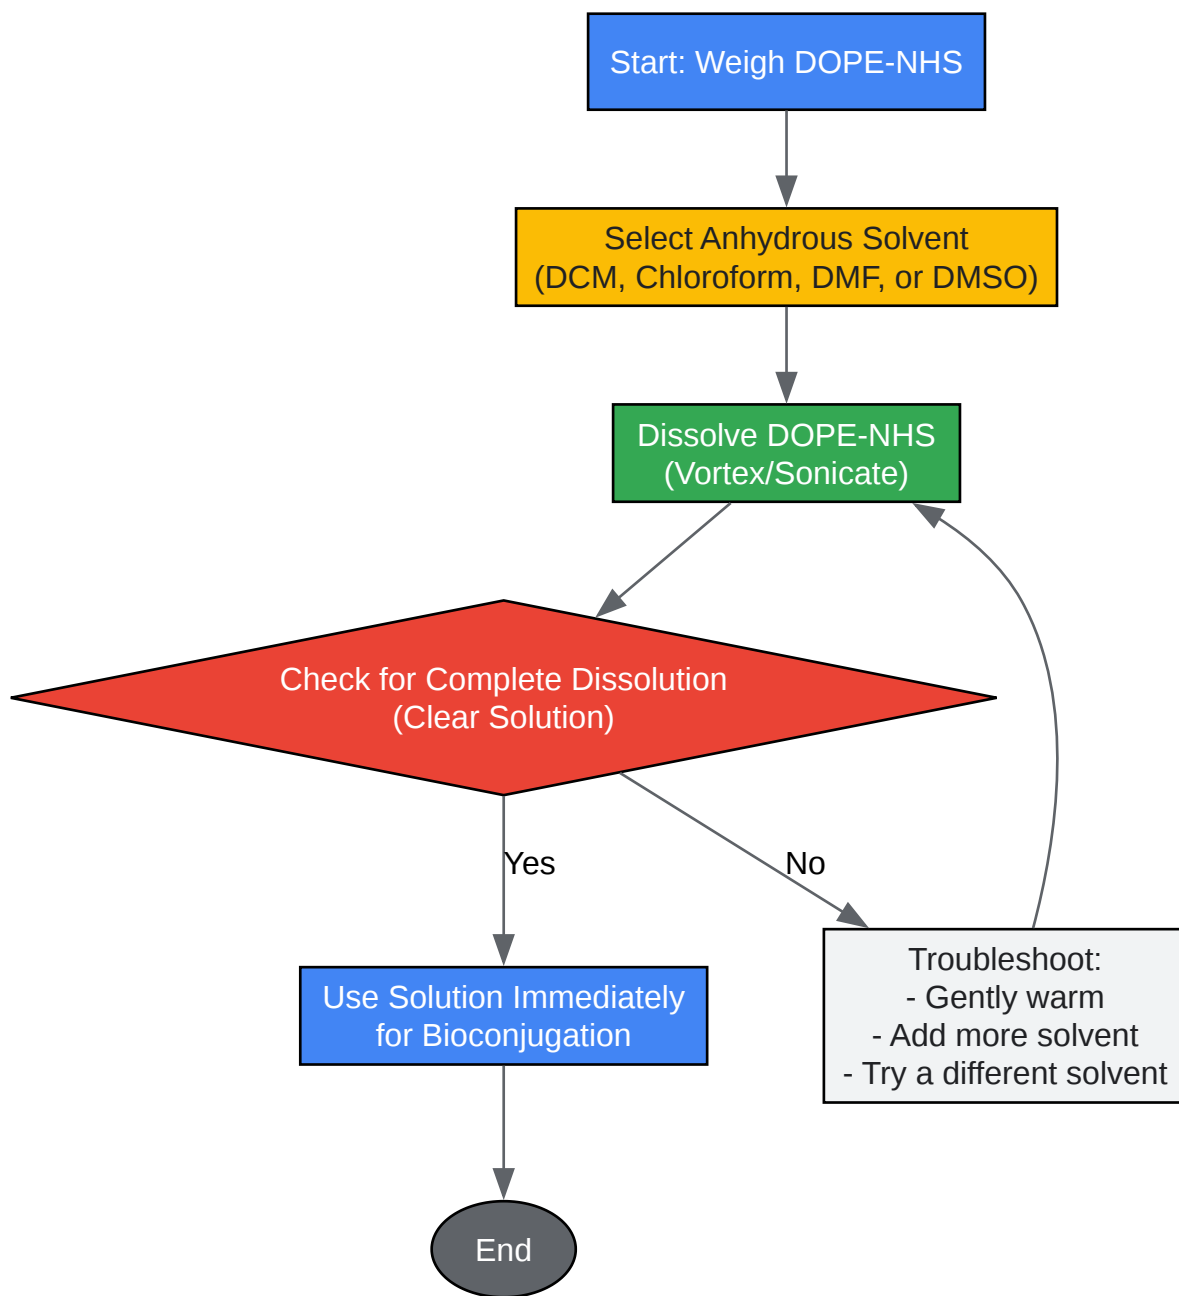 Start: Weigh DOPE-NHS
Select Anhydrous Solvent
(DCM, Chloroform, DMF, or DMSO)
Dissolve DOPE-NHS
(Vortex/Sonicate)
Check for Complete Dissolution
(Clear Solution)
Yes
No
Use Solution Immediately
for Bioconjugation
Troubleshoot:
- Gently warm
- Add more solvent
- Try a different solvent
End